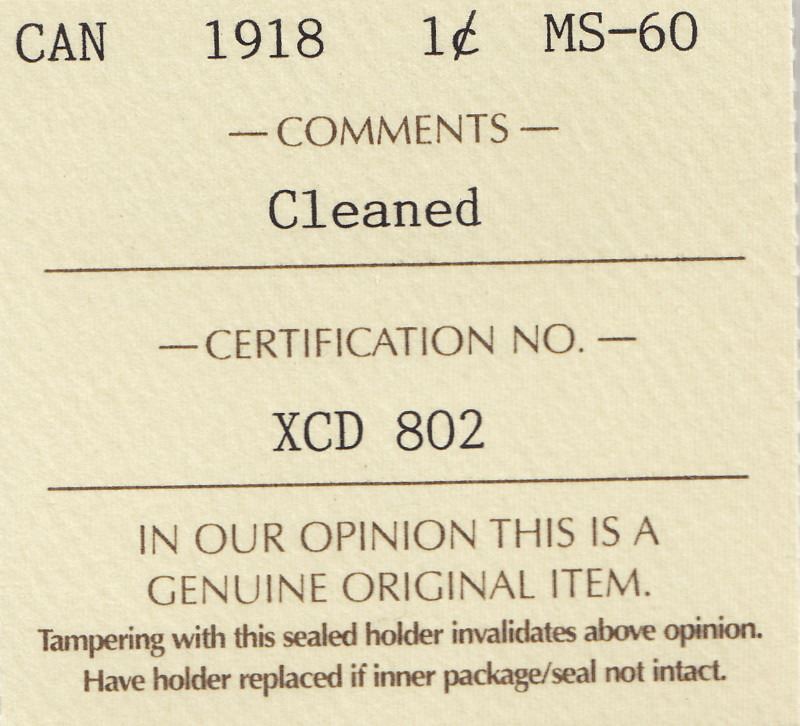 CAN 1918 1¢ MS-60
—COMMENTS—
Cleaned
—CERTIFICATION NO.—
XCD 802
IN OUR OPINION THIS IS A
GENUINE ORIGINAL ITEM.
Tampering with this sealed holder invalidates above opinion.
Have holder replaced if inner package/seal not intact.